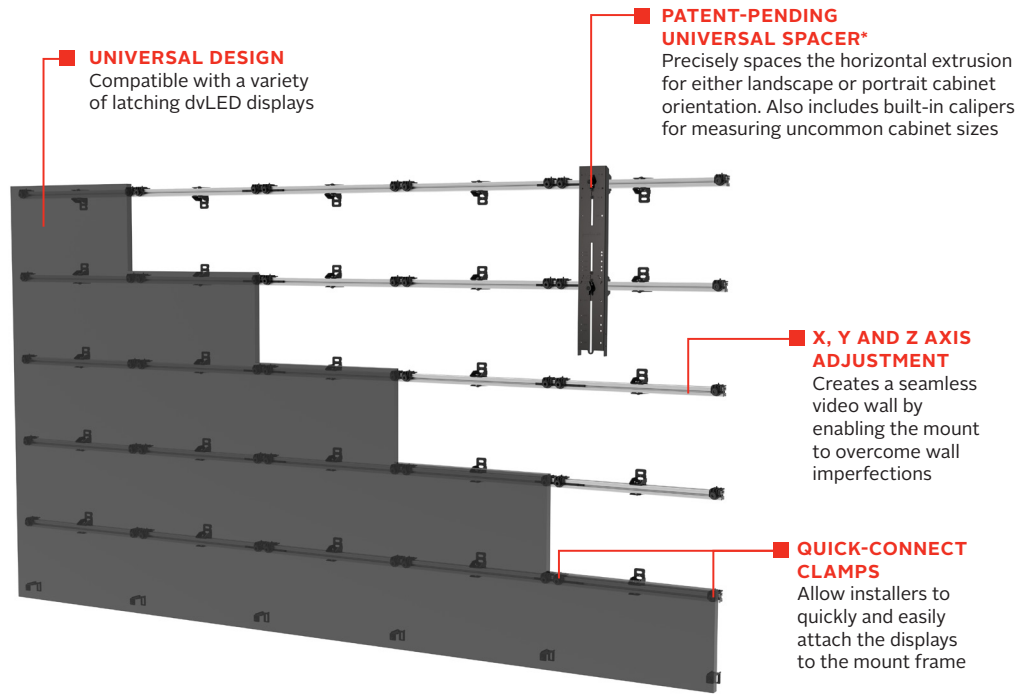 UNIVERSAL DESIGN
Compatible with a variety
of latching dvLED displays
PATENT-PENDING
UNIVERSAL SPACER*
Precisely spaces the horizontal extrusion
for either landscape or portrait cabinet
orientation. Also includes built-in calipers
for measuring uncommon cabinet sizes
X, Y AND Z AXIS
ADJUSTMENT
Creates a seamless
video wall by
enabling the mount
to overcome wall
imperfections
QUICK-CONNECT
CLAMPS
Allow installers to
quickly and easily
attach the displays
to the mount frame